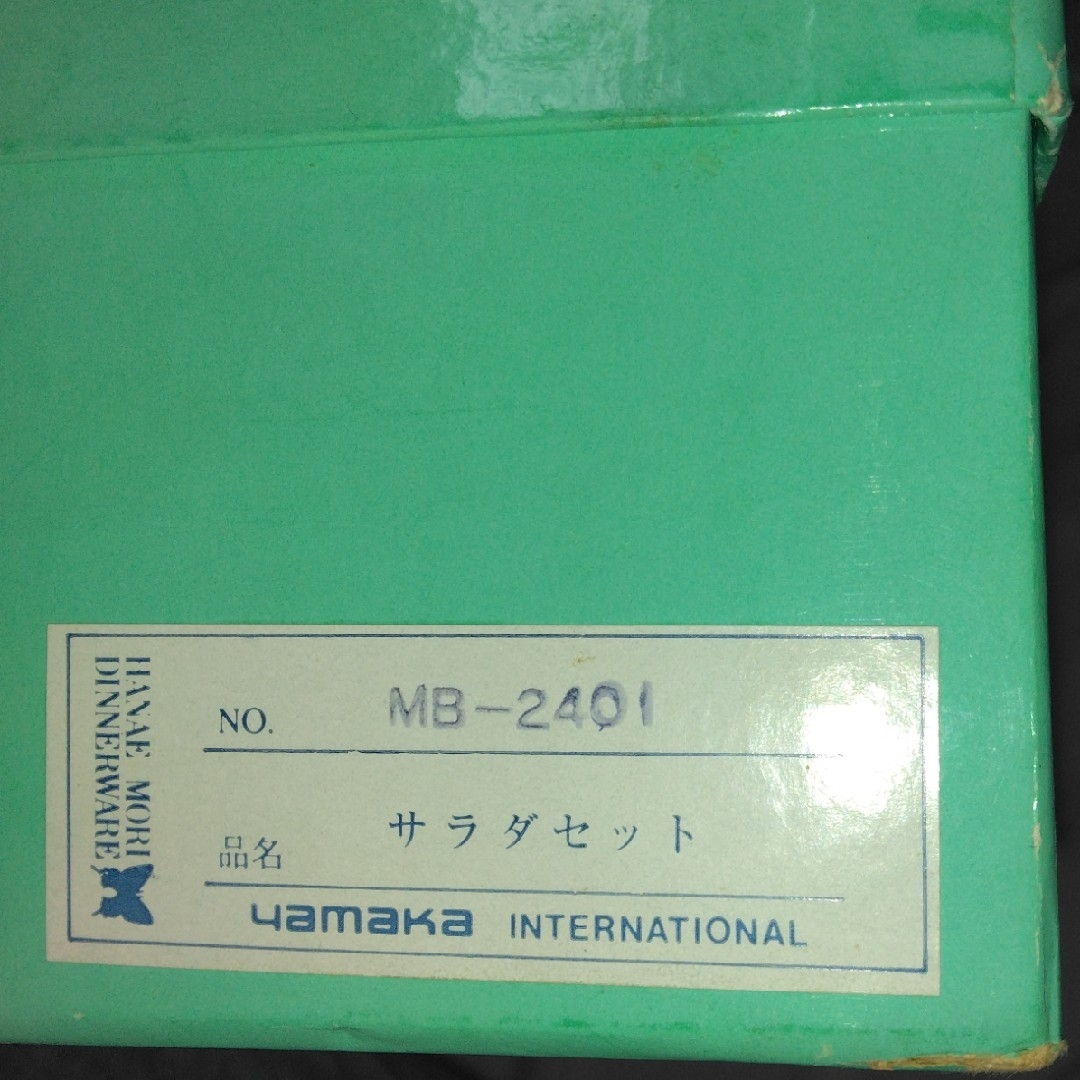 HANAE MORI
DINNERWARE
NO. MB-2401
品名 サラダセット
yamaka INTERNATIONAL